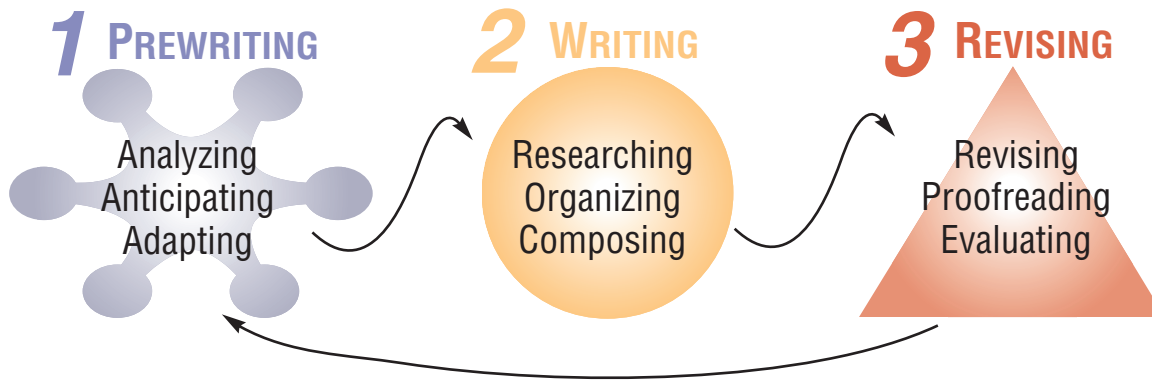 1 PREWRITING
Analyzing
Anticipating
Adapting
2 WRITING
Researching
Organizing
Composing
3 REVISING
Revising
Proofreading
Evaluating